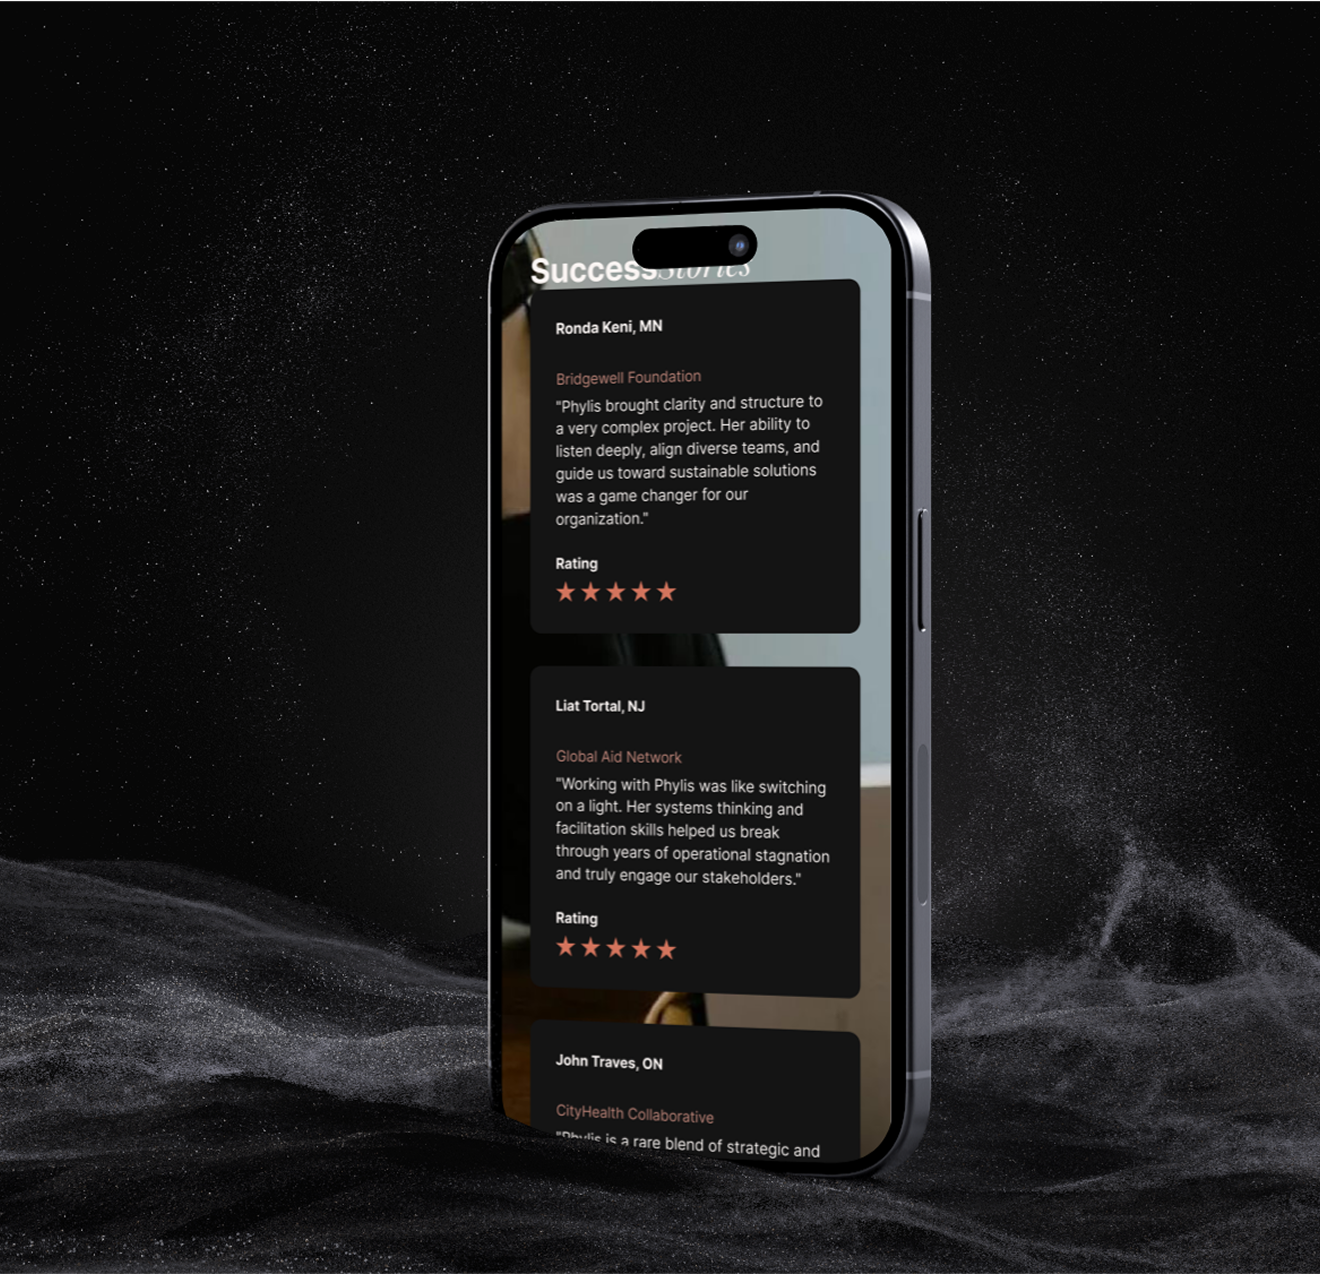 Success Stories
Ronda Keni, MN
Bridgewell Foundation
"Phylis brought clarity and structure to
a very complex project. Her ability to
listen deeply, align diverse teams, and
guide us toward sustainable solutions
was a game changer for our
organization."
Rating
Liat Tortal, NJ
Global Aid Network
"Working with Phylis was like switching
on a light. Her systems thinking and
facilitation skills helped us break
through years of operational stagnation
and truly engage our stakeholders."
Rating
John Traves, ON
CityHealth Collaborative
"Phylis is a rare blend of strategic and